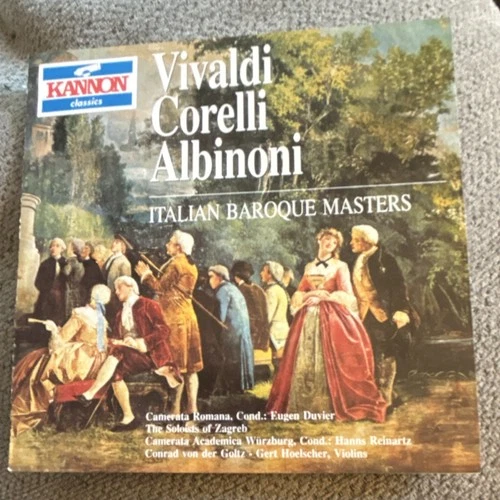 KANNON
classics
Vivaldi
Corelli
Albinoni
ITALIAN BAROQUE MASTERS
Camerata Romana, Cond.: Eugen Duvier
The Soloists of Zagreb
Camerata Academica Würzburg, Cond.: Hanns Reinartz
Conrad von der Goltz - Gert Hoelscher, Violins